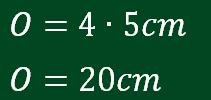 O = 4 · 5cm
O = 20cm